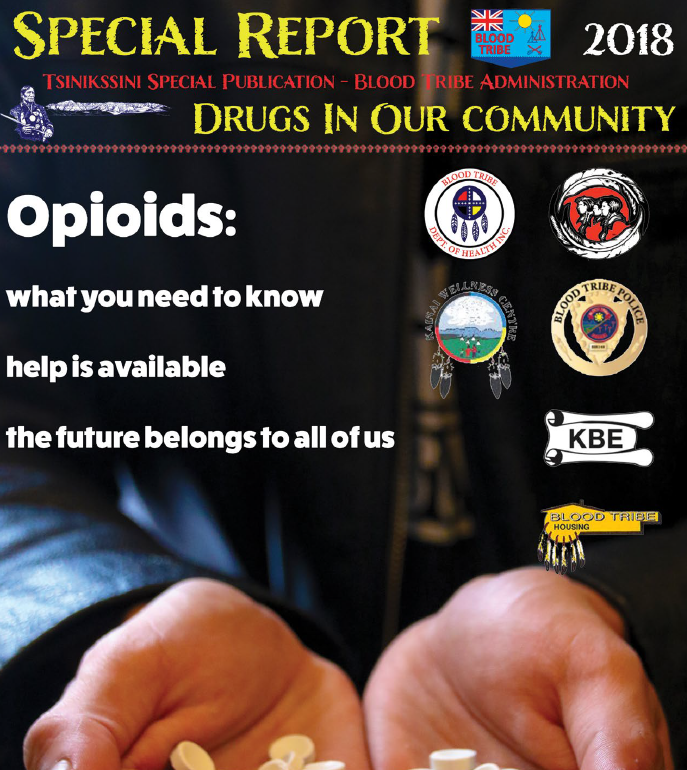 SPECIAL REPORT
BLOOD
TRIBE
2018
TSINIKSSINI SPECIAL PUBLICATION - BLOOD TRIBE ADMINISTRATION
DRUGS IN OUR COMMUNITY
Opioids:
what you need to know
help is available
the future belongs to all of us
BLOOD TRIBE
DEPT. OF HEALTH INC.
KAINAI WELLNESS CENTRE
BLOOD TRIBE POLICE
KBE
BLOOD TRIBE
HOUSING